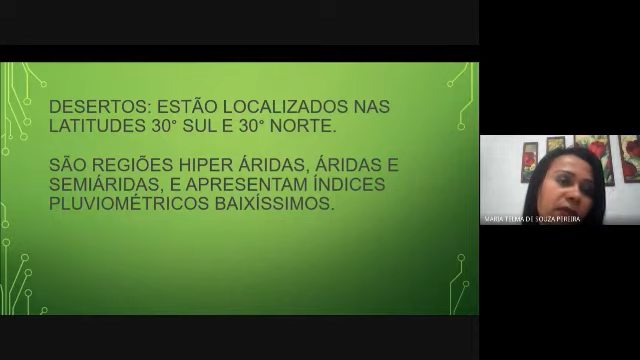 DESERTOS: ESTÃO LOCALIZADOS NAS
LATITUDES 30° SUL E 30° NORTE.
SÃO REGIÕES HIPER ÁRIDAS, ÁRIDAS E
SEMIÁRIDAS, E APRESENTAM ÍNDICES
PLUVIOMÉTRICOS BAIXÍSSIMOS.
MARIA TELMA DE SOUZA PEREIRA